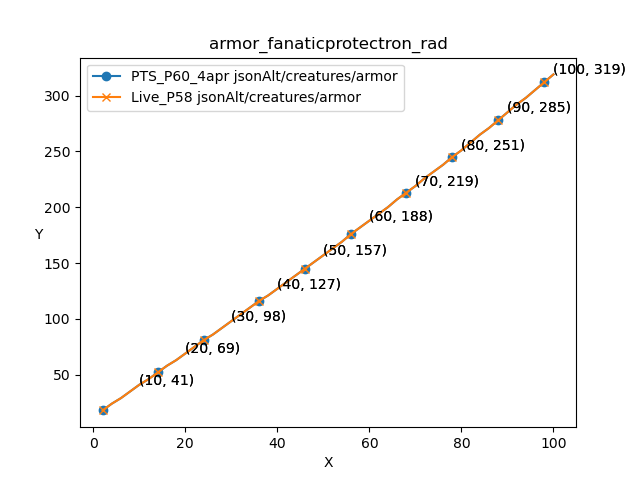 armor_fanaticprotectron_rad
PTS_P60_4apr jsonAlt/creatures/armor
Live_P58 jsonAlt/creatures/armor
(100, 319)
(90, 285)
(80, 251)
(70, 219)
(60, 188)
(50, 157)
(40, 127)
(30, 98)
(20, 69)
(10, 41)
Y
300
250
200
150
100
50
0 20 40 60 80 100
X